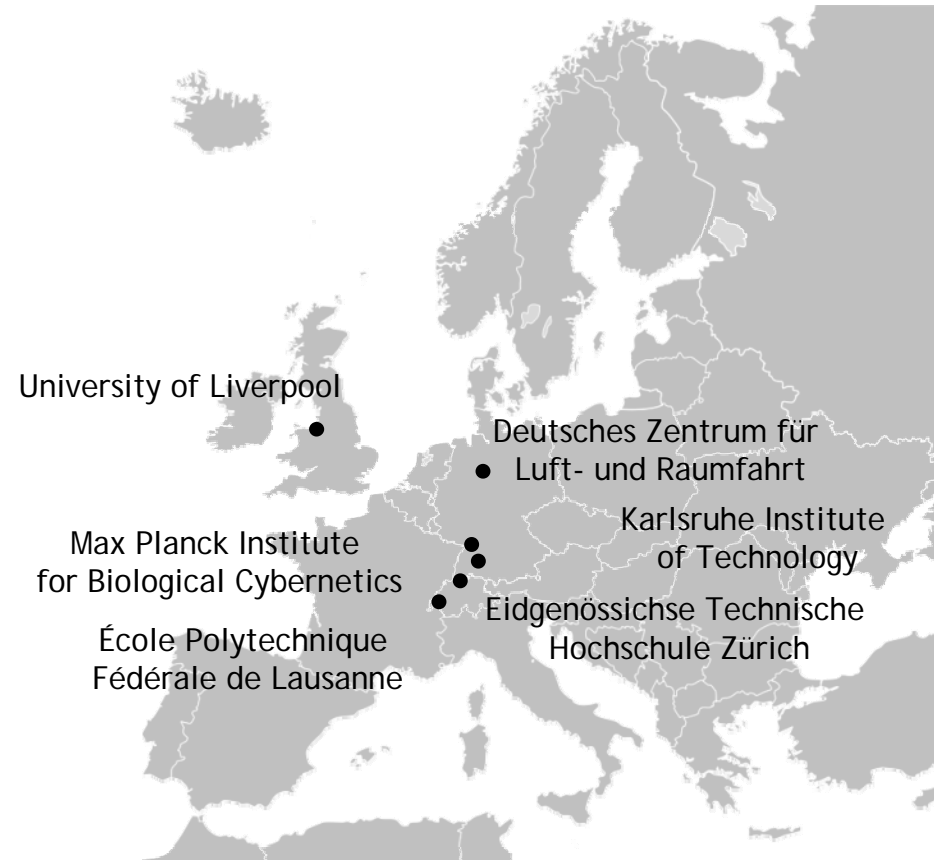 University of Liverpool
Deutsches Zentrum für
Luft- und Raumfahrt
Karlsruhe Institute
of Technology
Max Planck Institute
for Biological Cybernetics
Eidgenössichse Technische
Hochschule Zürich
École Polytechnique
Fédérale de Lausanne